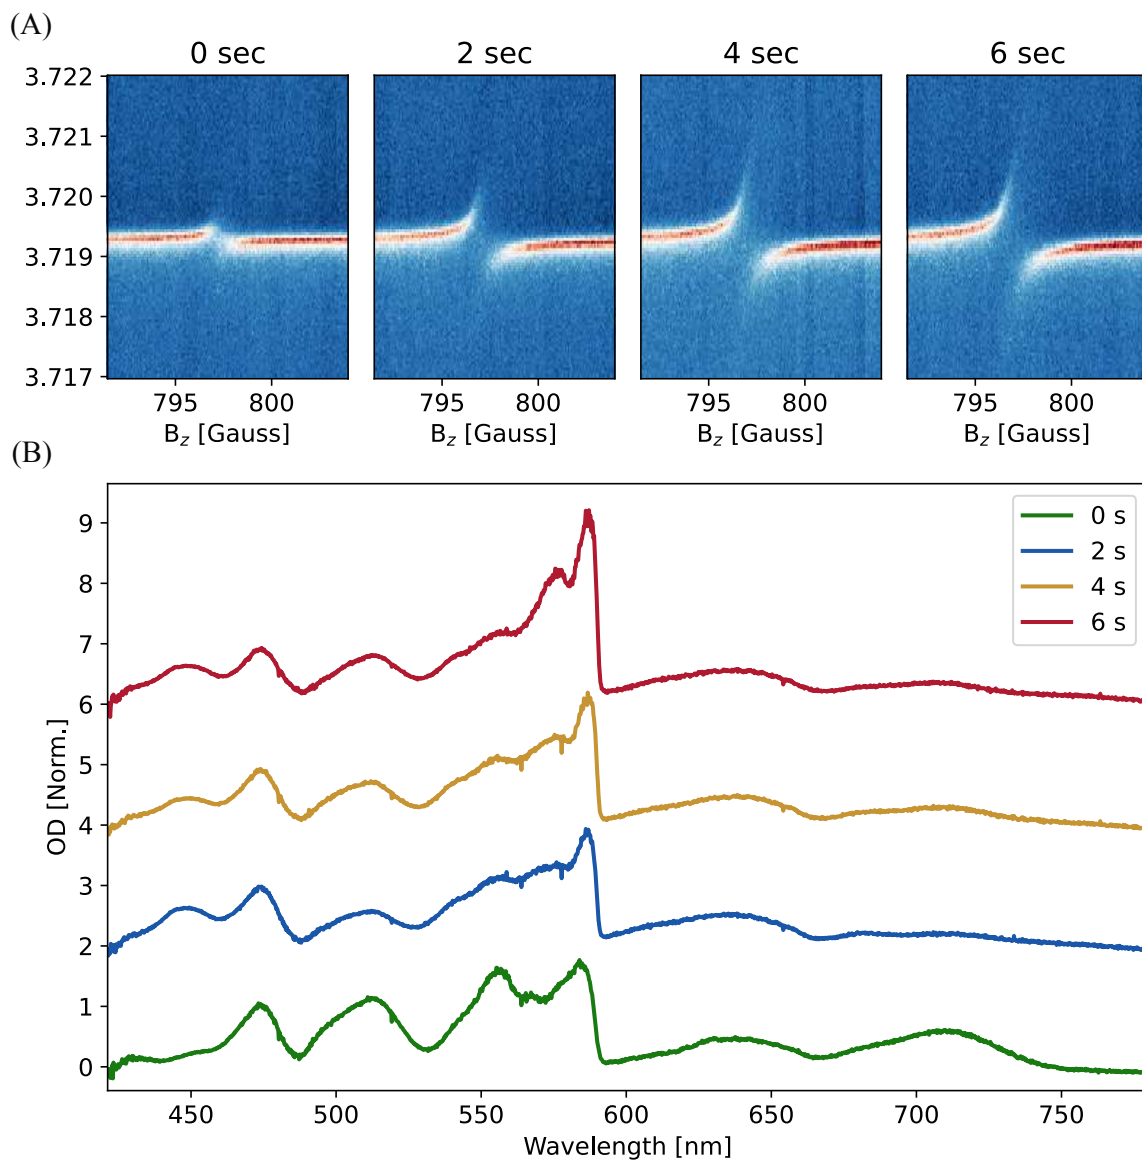 (A)
0 sec 2 sec 4 sec 6 sec
3.722
3.721
3.720
3.719
3.718
3.717
795 800 795 800 795 800 795 800
B_z [Gauss] B_z [Gauss] B_z [Gauss] B_z [Gauss]
(B)
0 s
2 s
4 s
6 s
9
8
7
6
5
4
3
2
1
0
OD [Norm.]
450 500 550 600 650 700 750
Wavelength [nm]